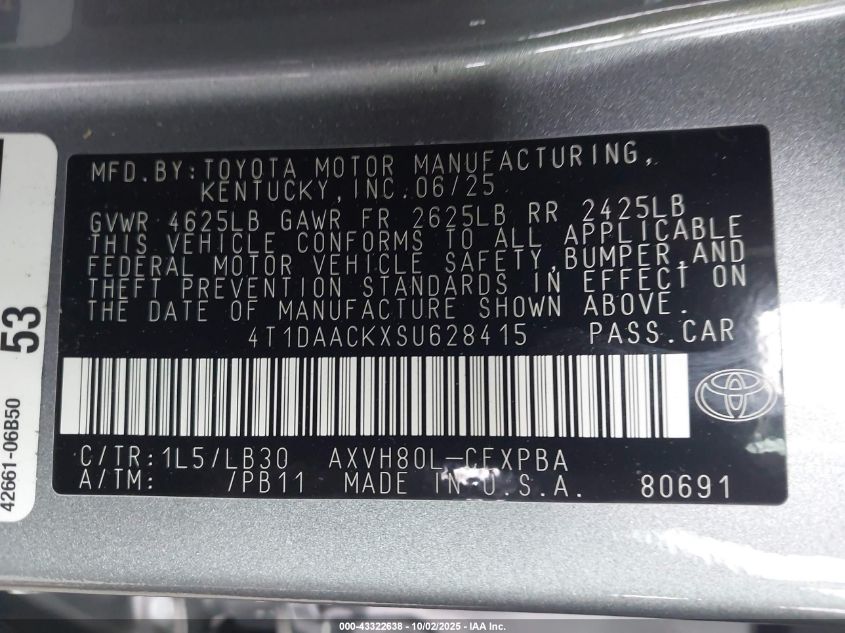 MFD.BY:TOYOTA MOTOR MANUFACTURING,
KENTUCKY,INC.06/25
GVWR 4625LB GAWR FR 2625LB RR 2425LB
THIS VEHICLE CONFORMS TO ALL APPLICABLE
FEDERAL MOTOR VEHICLE SAFETY,BUMPER,AND
THEFT PREVENTION STANDARDS IN EFFECT ON
THE DATE OF MANUFACTURE SHOWN ABOVE.
4T1DAACKXSU628415 PASS.CAR
C/TR:1L5/LB30 AXVH80L-CEXPBA
A/TM: /PB11 MADE IN U.S.A. 80691
53
42661-06B50
000-43322638 - 10/02/2025 - IAA Inc.